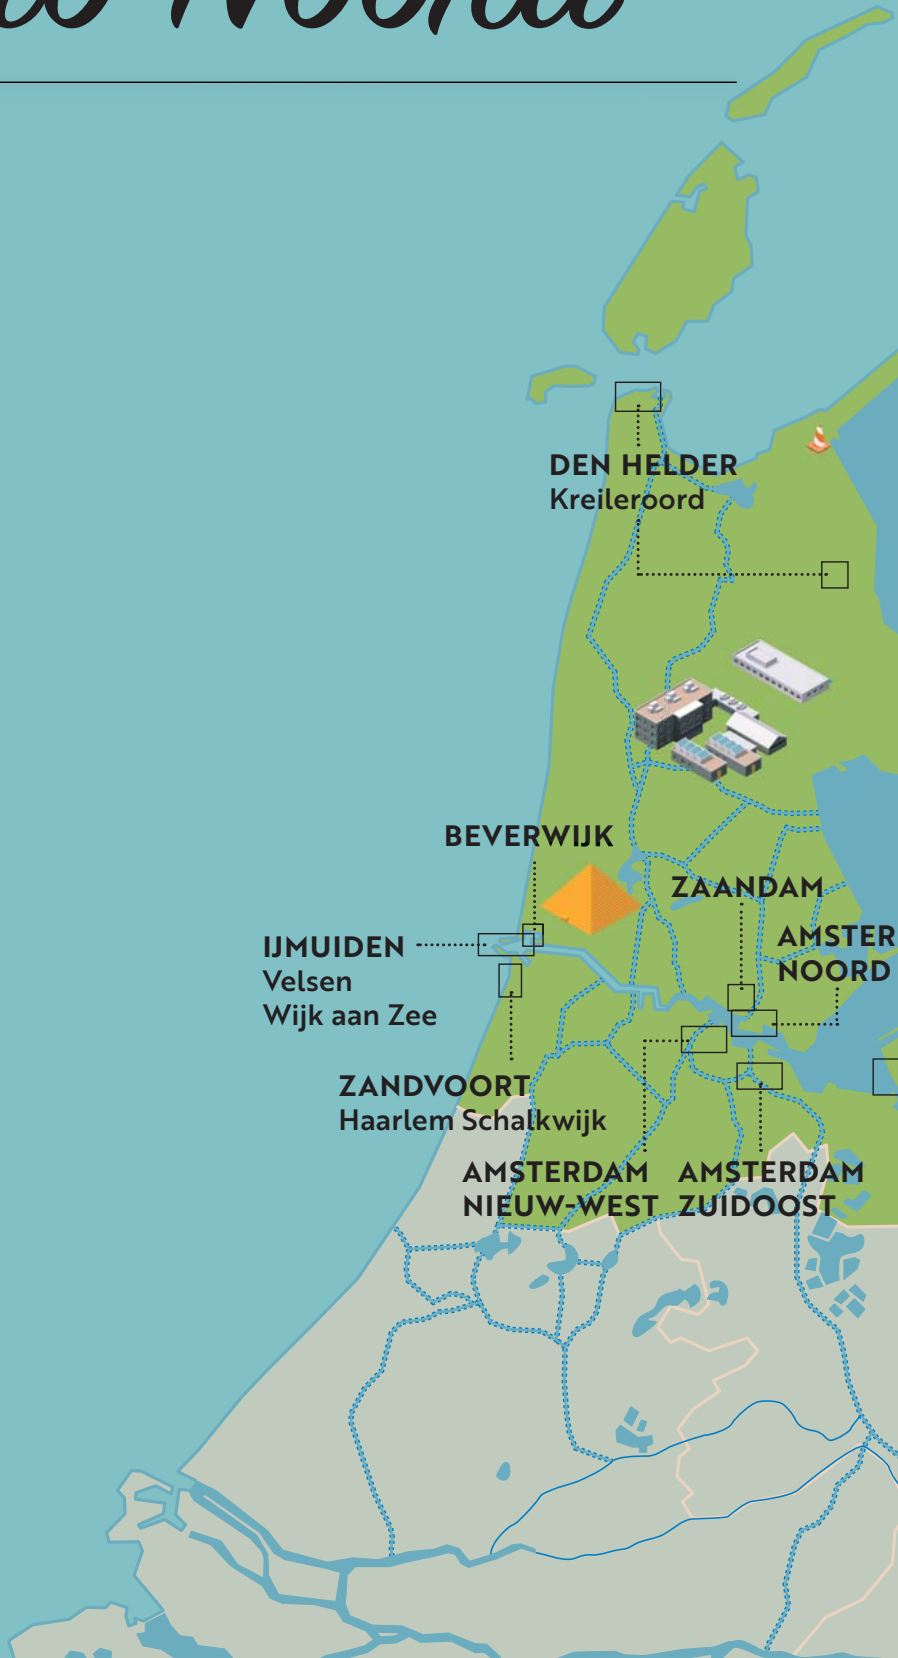 Noord
DEN HELDER
Kreileroord
BEVERWIJK
ZAANDAM
AMSTER
NOORD
IJMUIDEN
Velsen
Wijk aan Zee
ZANDVOORT
Haarlem Schalkwijk
AMSTERDAM
NIEUW-WEST
AMSTERDAM
ZUIDOOST